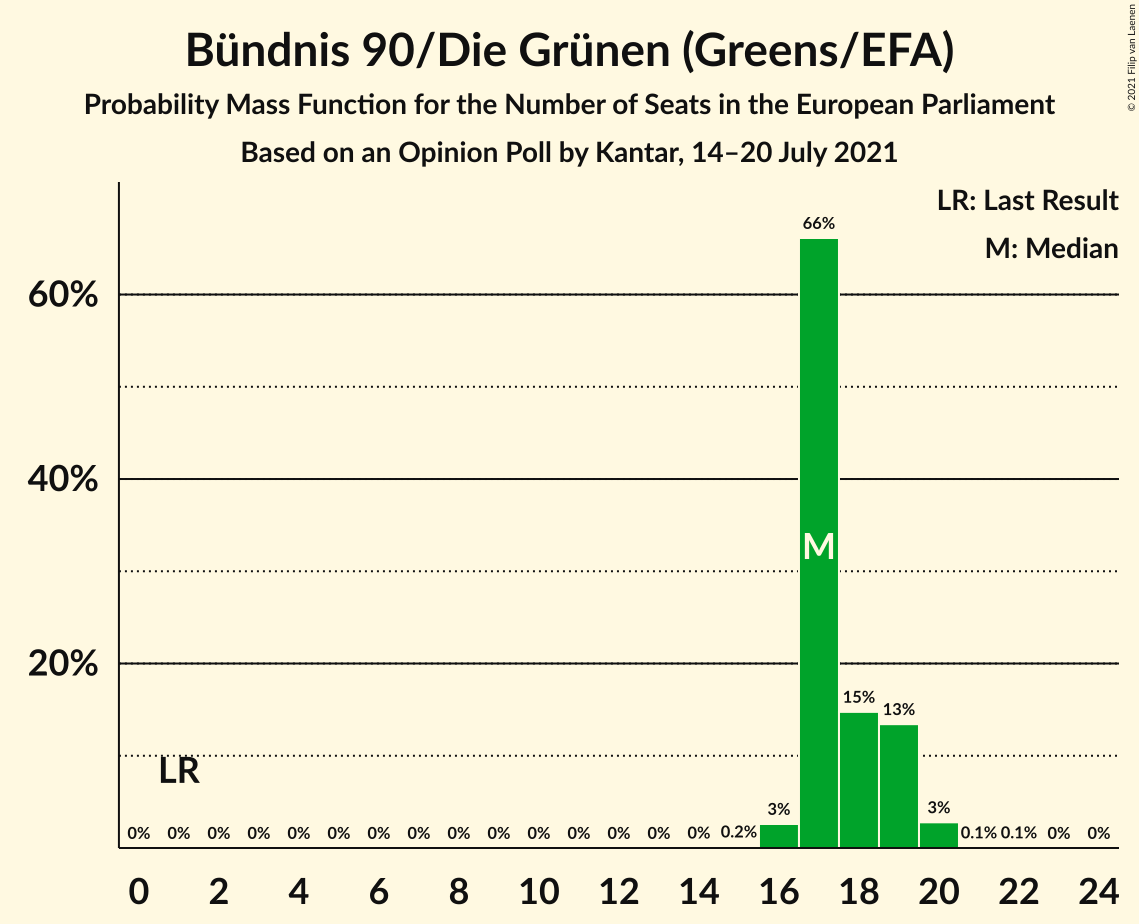 Bündnis 90/Die Grünen (Greens/EFA)
Probability Mass Function for the Number of Seats in the European Parliament
Based on an Opinion Poll by Kantar, 14–20 July 2021
© 2021 Filip van Laenen
LR: Last Result
M: Median
66%
60%
40%
M
20%
15%
13%
LR
3%
3%
0% 0% 0% 0% 0% 0% 0% 0% 0% 0% 0% 0% 0% 0% 0% 0.2% 0.1% 0.1% 0% 0%
0 2 4 6 8 10 12 14 16 18 20 22 24